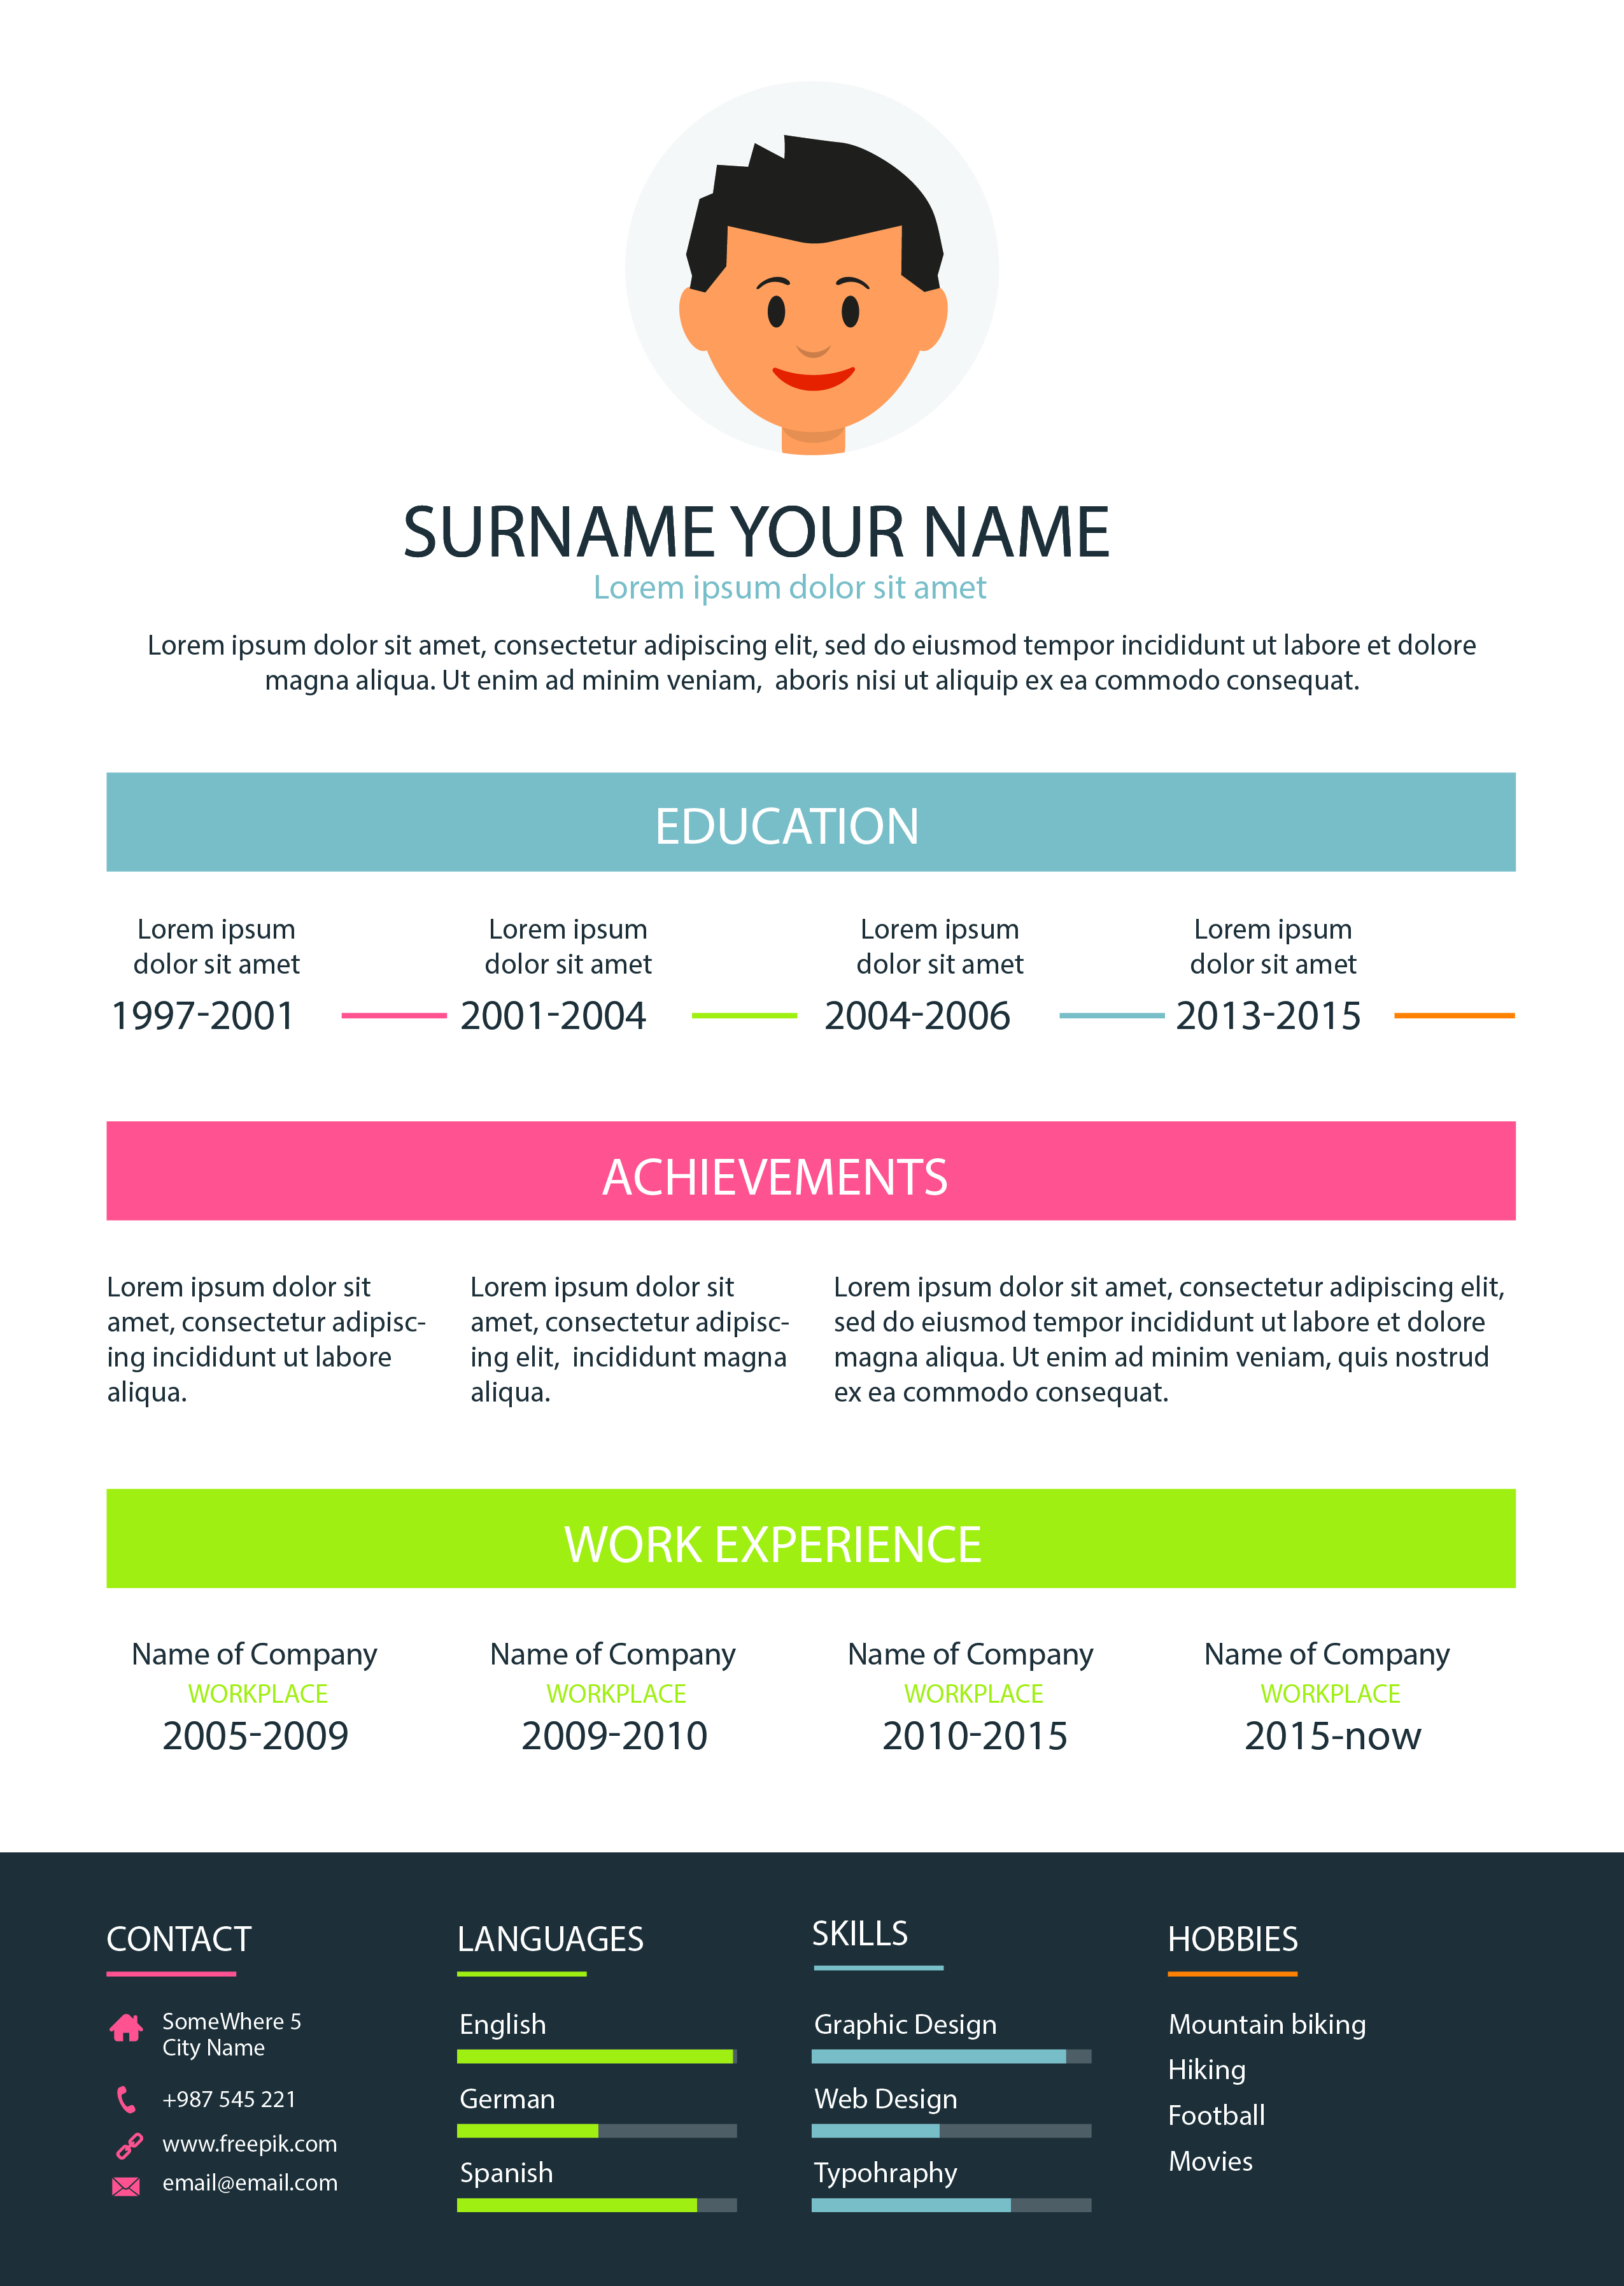 SURNAME YOUR NAME
Lorem ipsum dolor sit amet
Lorem ipsum dolor sit amet, consectetur adipiscing elit, sed do eiusmod tempor incididunt ut labore et dolore
magna aliqua. Ut enim ad minim veniam, aboris nisi ut aliquip ex ea commodo consequat.
EDUCATION
Lorem ipsum
dolor sit amet
1997-2001
Lorem ipsum
dolor sit amet
2001-2004
Lorem ipsum
dolor sit amet
2004-2006
Lorem ipsum
dolor sit amet
2013-2015
ACHIEVEMENTS
Lorem ipsum dolor sit
amet, consectetur adipisc-
ing incididunt ut labore
aliqua.
Lorem ipsum dolor sit
amet, consectetur adipisc-
ing elit, incididunt magna
aliqua.
Lorem ipsum dolor sit amet, consectetur adipiscing elit,
sed do eiusmod tempor incididunt ut labore et dolore
magna aliqua. Ut enim ad minim veniam, quis nostrud
ex ea commodo consequat.
WORK EXPERIENCE
Name of Company
WORKPLACE
2005-2009
Name of Company
WORKPLACE
2009-2010
Name of Company
WORKPLACE
2010-2015
Name of Company
WORKPLACE
2015-now
CONTACT
SomeWhere 5
City Name
+987 545 221
www.freepik.com
email@email.com
LANGUAGES
English
German
Spanish
SKILLS
Graphic Design
Web Design
Typohraphy
HOBBIES
Mountain biking
Hiking
Football
Movies